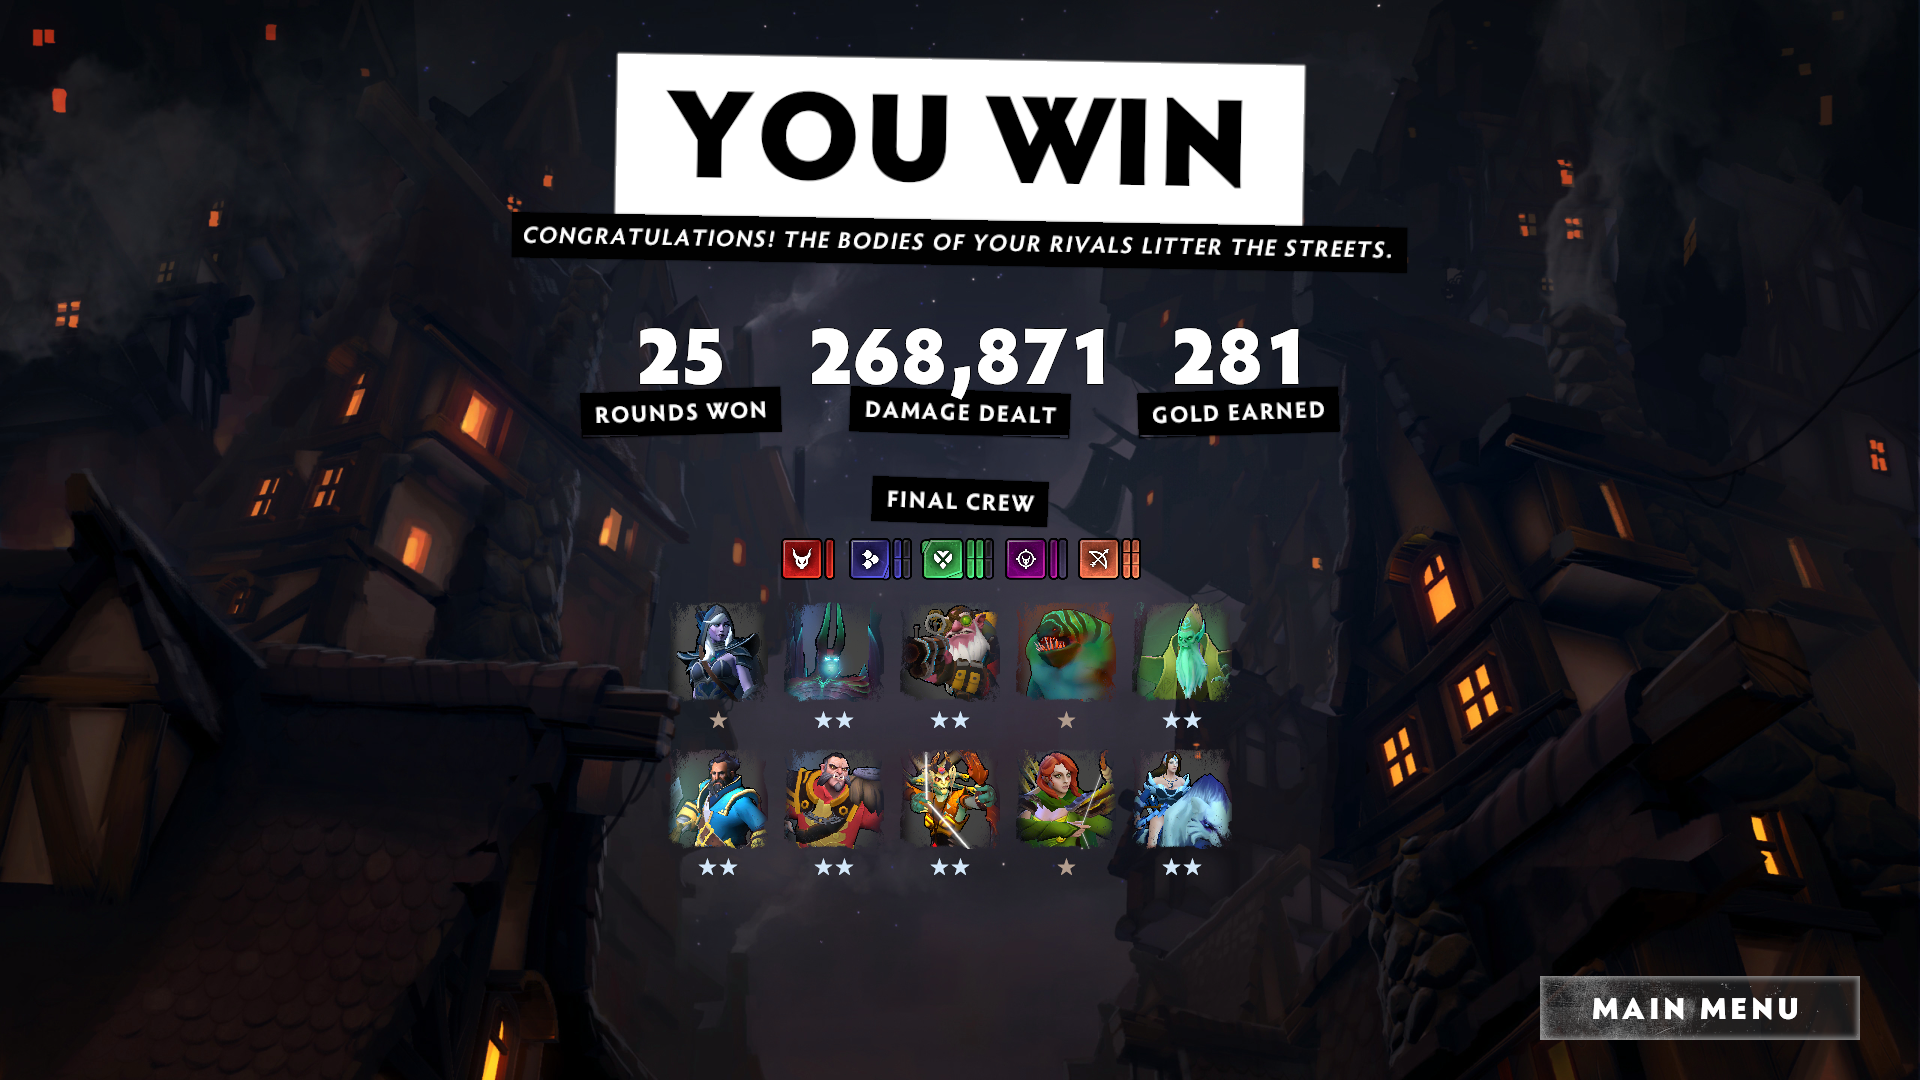 YOU WIN
CONGRATULATIONS! THE BODIES OF YOUR RIVALS LITTER THE STREETS.
25 268,871 281
ROUNDS WON DAMAGE DEALT GOLD EARNED
FINAL CREW
MAIN MENU